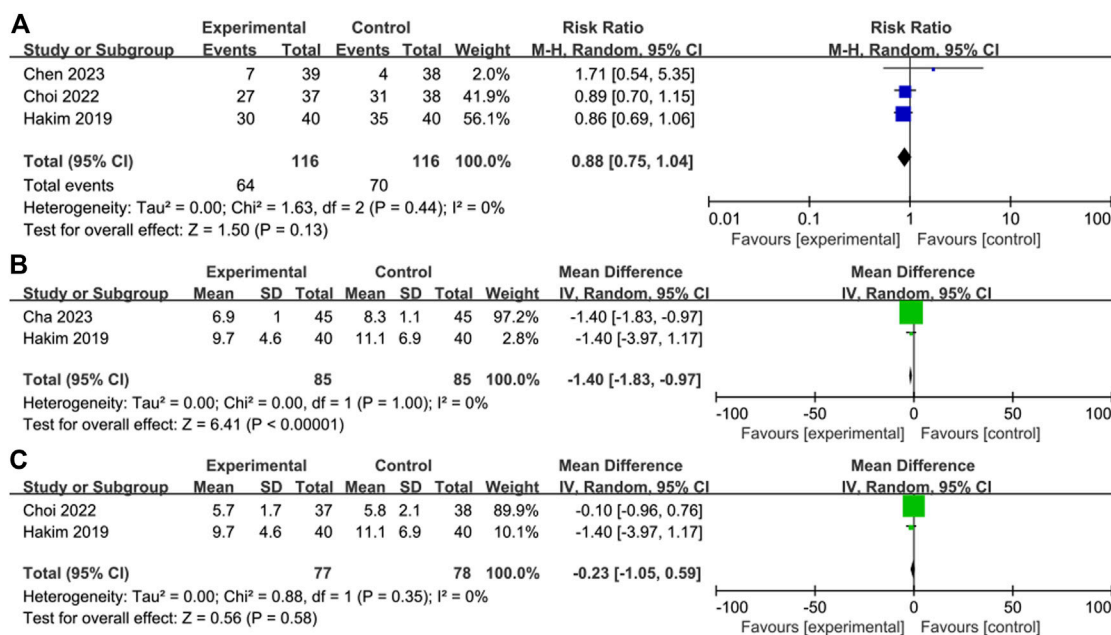 A
Experimental Control Risk Ratio Risk Ratio
Study or Subgroup Events Total Events Total Weight M-H, Random, 95% CI M-H, Random, 95% CI
Chen 2023 7 39 4 38 2.0% 1.71 [0.54, 5.35]
Choi 2022 27 37 31 38 41.9% 0.89 [0.70, 1.15]
Hakim 2019 30 40 35 40 56.1% 0.86 [0.69, 1.06]
Total (95% CI) 116 116 100.0% 0.88 [0.75, 1.04]
Total events 64 70
Heterogeneity: Tau² = 0.00; Chi² = 1.63, df = 2 (P = 0.44); I² = 0%
Test for overall effect: Z = 1.50 (P = 0.13)
0.01 0.1 1 10 100
Favours [experimental] Favours [control]
B
Experimental Control Mean Difference Mean Difference
Study or Subgroup Mean SD Total Mean SD Total Weight IV, Random, 95% CI IV, Random, 95% CI
Cha 2023 6.9 1 45 8.3 1.1 45 97.2% -1.40 [-1.83, -0.97]
Hakim 2019 9.7 4.6 40 11.1 6.9 40 2.8% -1.40 [-3.97, 1.17]
Total (95% CI) 85 85 100.0% -1.40 [-1.83, -0.97]
Heterogeneity: Tau² = 0.00; Chi² = 0.00, df = 1 (P = 1.00); I² = 0%
Test for overall effect: Z = 6.41 (P < 0.00001)
-100 -50 0 50 100
Favours [experimental] Favours [control]
C
Experimental Control Mean Difference Mean Difference
Study or Subgroup Mean SD Total Mean SD Total Weight IV, Random, 95% CI IV, Random, 95% CI
Choi 2022 5.7 1.7 37 5.8 2.1 38 89.9% -0.10 [-0.96, 0.76]
Hakim 2019 9.7 4.6 40 11.1 6.9 40 10.1% -1.40 [-3.97, 1.17]
Total (95% CI) 77 78 100.0% -0.23 [-1.05, 0.59]
Heterogeneity: Tau² = 0.00; Chi² = 0.88, df = 1 (P = 0.35); I² = 0%
Test for overall effect: Z = 0.56 (P = 0.58)
-100 -50 0 50 100
Favours [experimental] Favours [control]